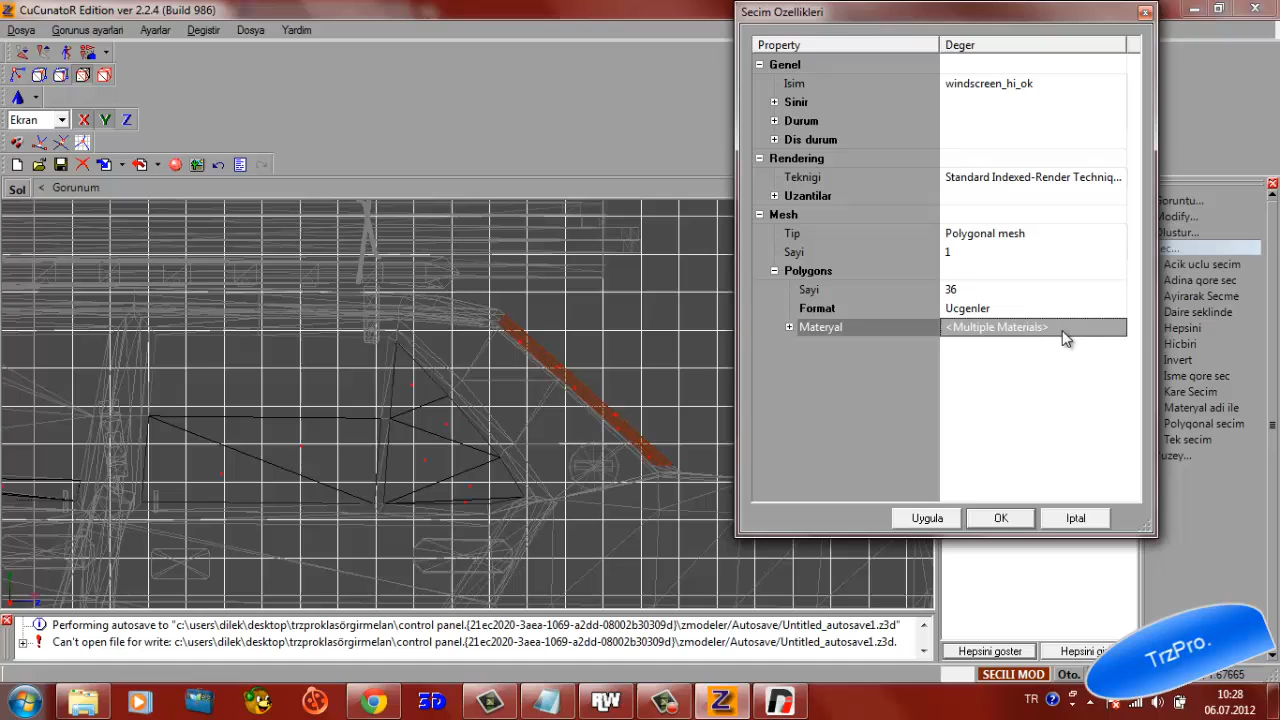 CuCunatoR Edition ver 2.2.4 (Build 986)
Dosya Gorunus ayarlari Ayarlar Degistir Dosya Yardim
Ekran X Y Z
Sol < Gorunum
Secim Ozellikleri
Property Deger
Genel
Isim windscreen_hi_ok
Sinir
Durum
Dis durum
Rendering
Teknigi Standard Indexed-Render Techniq...
Uzantilar
Mesh
Tip Polygonal mesh
Sayi 1
Polygons
Sayi 36
Format Ucgenler
Materyal <Multiple Materials>
Uygula OK Iptal
Goruntu...
Modify...
Acik uclu secim
Adina qore sec
Ayirarak Secme
Daire seklinde
Hepsini
Hicbiri
Invert
Isme qore sec
Kare Secim
Materyal adi ile
Polygonal secim
Tek secim
Performing autosave to "c:\users\dilek\desktop\trzproklasörgirmelan\control panel.{21ec2020-3aea-1069-a2dd-08002b30309d}\zmodeler/Autosave/Untitled_autosave1.z3d"
Can't open file for write: c:\users\dilek\desktop\trzproklasörgirmelan\control panel.{21ec2020-3aea-1069-a2dd-08002b30309d}\zmodeler/Autosave/Untitled_autosave1.z3d.
Hepsini goster
SECILI MOD Oto.
TrzPro.
3D RW Z
TR
10:28
06.07.2012